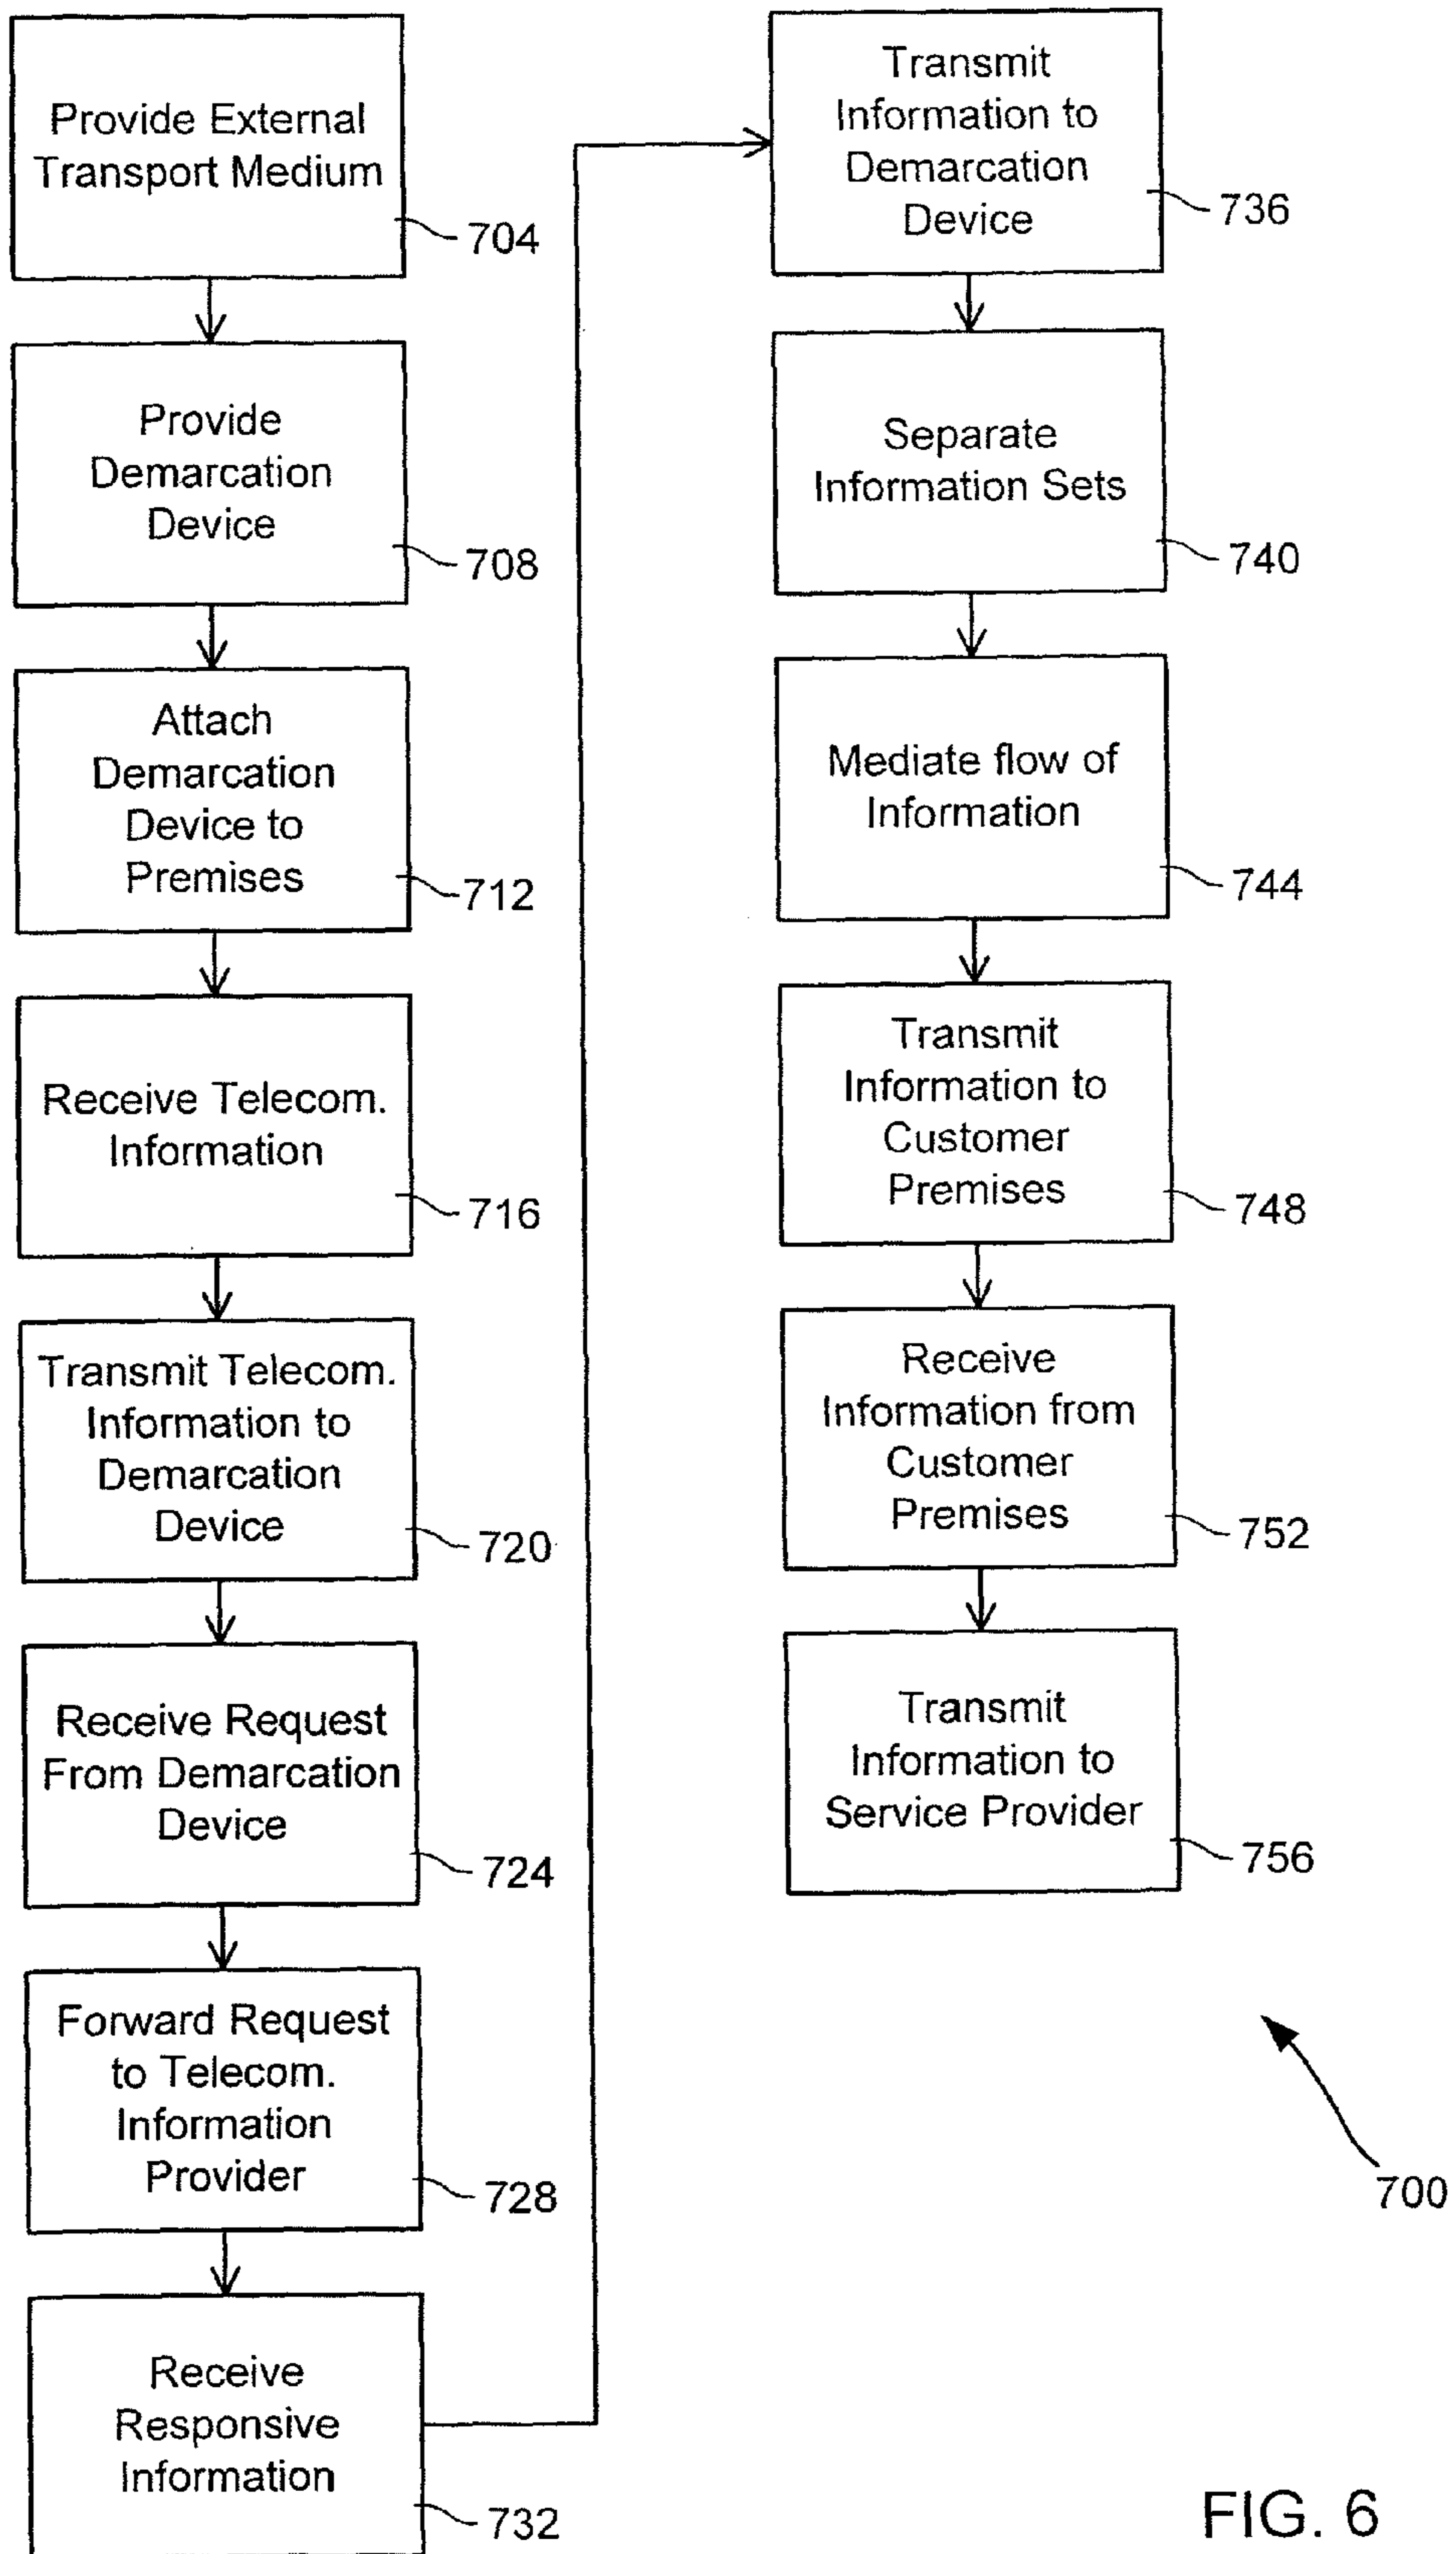 Provide External
Transport Medium
704
Provide
Demarcation
Device
708
Attach
Demarcation
Device to
Premises
712
Receive Telecom.
Information
716
Transmit Telecom.
Information to
Demarcation
Device
720
Receive Request
From Demarcation
Device
724
Forward Request
to Telecom.
Information
Provider
728
Receive
Responsive
Information
732
Transmit
Information to
Demarcation
Device
736
Separate
Information Sets
740
Mediate flow of
Information
744
Transmit
Information to
Customer
Premises
748
Receive
Information from
Customer
Premises
752
Transmit
Information to
Service Provider
756
700
FIG. 6